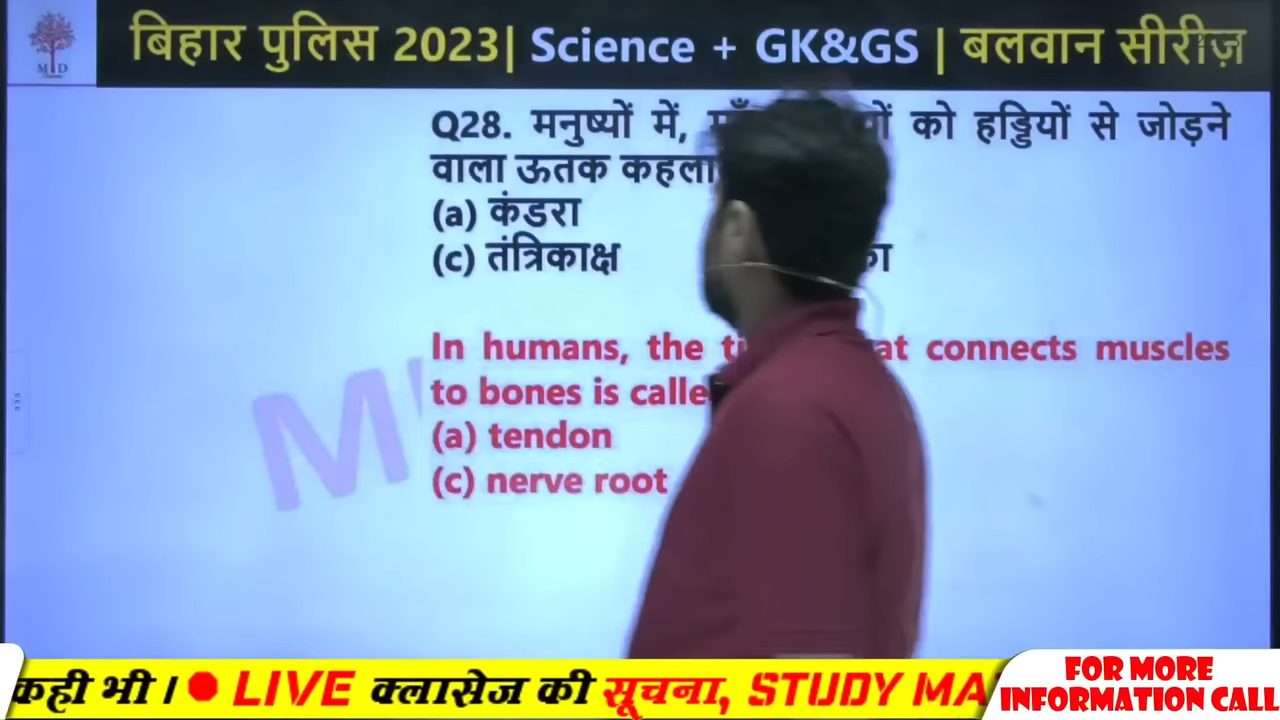 बिहार पुलिस 2023| Science + GK&GS | बलवान सीरीज़
M D
Q28. मनुष्यों में, को हड्डियों से जोड़ने
वाला ऊतक
(a) कंडरा
(c) तंत्रिकाक्ष
In humans, the connects muscles
to bones is
(a) tendon
(c) nerve root
कही भी । LIVE क्लासेज की सूचना, STUDY
FOR MORE
INFORMATION CALL